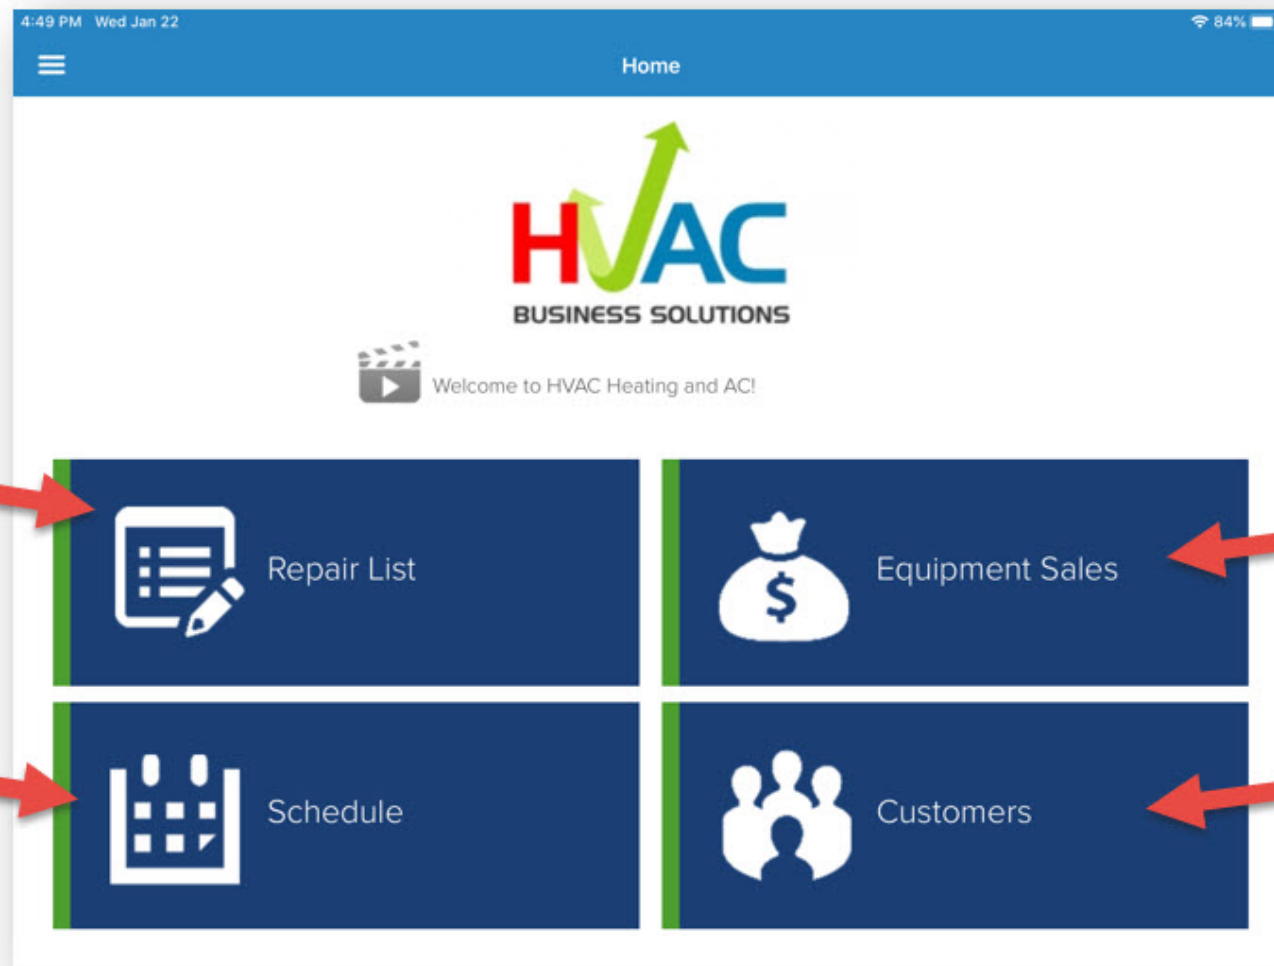 4:49 PM Wed Jan 22 84%
Home
HVAC
BUSINESS SOLUTIONS
Welcome to HVAC Heating and AC!
Repair List
$ Equipment Sales
Schedule
Customers